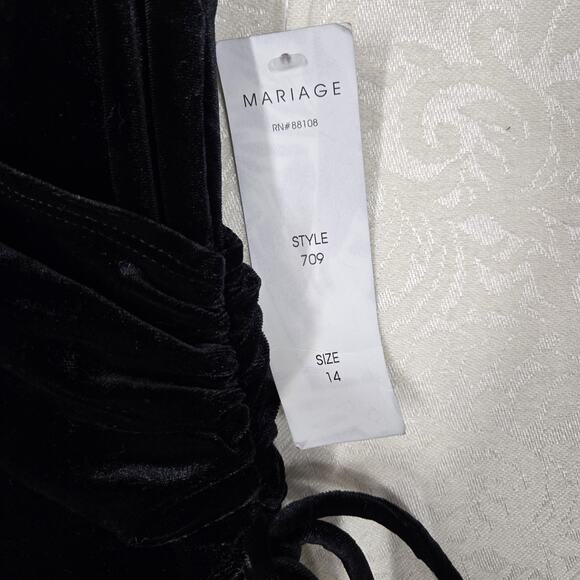 MARIAGE
RN#88108
STYLE
709
SIZE
14